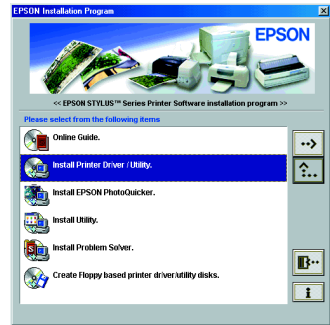 EPSON Installation Program
EPSON
<< EPSON STYLUS™ Series Printer Software installation program >>
Please select from the following items
Online Guide.
Install Printer Driver / Utility.
Install EPSON PhotoQuicker.
Install Utility.
Install Problem Solver.
Create Floppy based printer driver/utility disks.